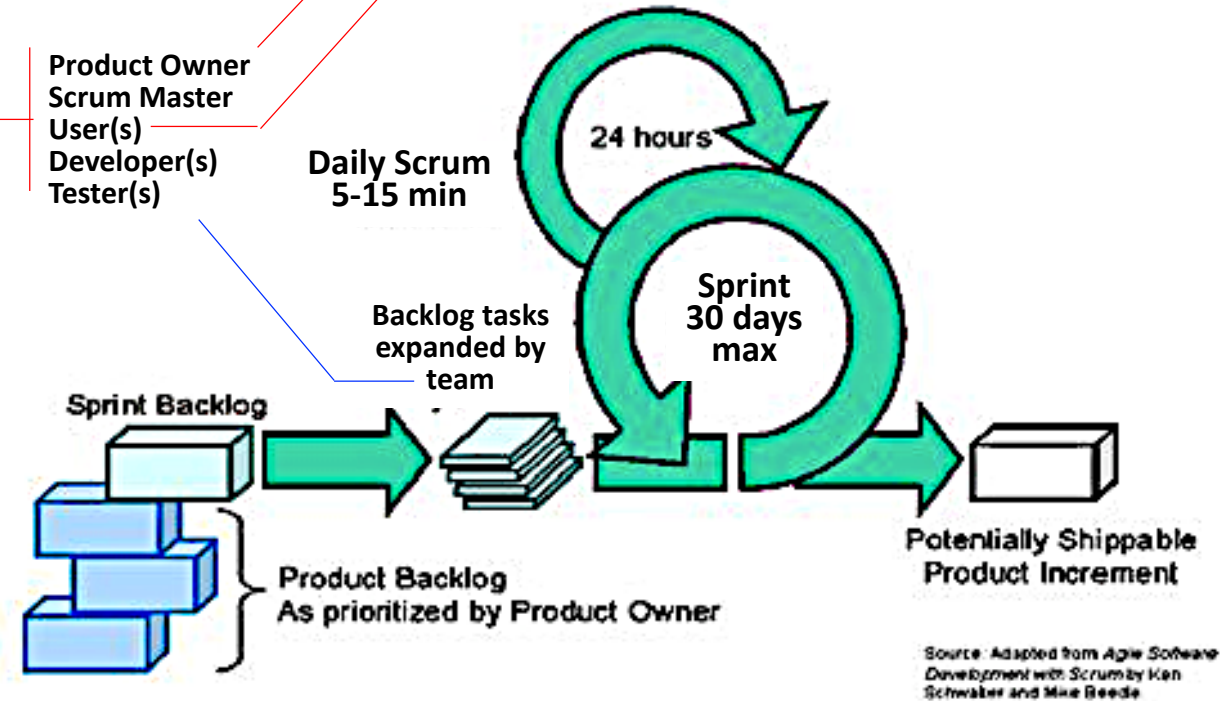 Product Owner
Scrum Master
User(s)
Developer(s)
Tester(s)
24 hours
Daily Scrum
5-15 min
Sprint
30 days
max
Backlog tasks
expanded by
team
Sprint Backlog
Product Backlog
As prioritized by Product Owner
Potentially Shippable
Product Increment
Source: Adapted from Agile Software
Development with Scrum by Ken
Schwaber and Mike Beedle